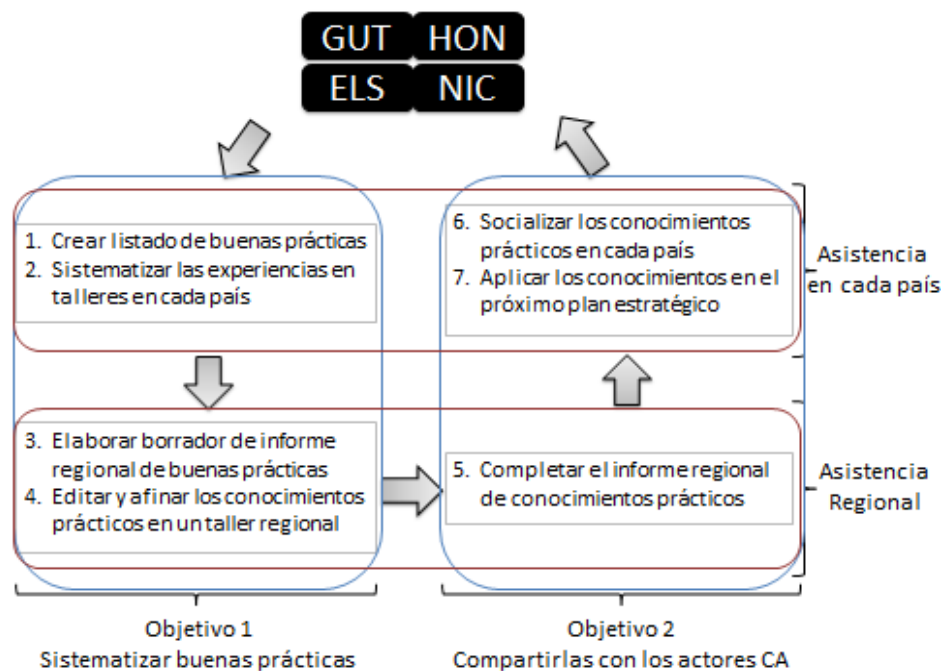 GUT HON
ELS NIC
1. Crear listado de buenas prácticas
2. Sistematizar las experiencias en
talleres en cada país
6. Socializar los conocimientos
prácticos en cada país
7. Aplicar los conocimientos en el
próximo plan estratégico
Asistencia
en cada país
3. Elaborar borrador de informe
regional de buenas prácticas
4. Editar y afinar los conocimientos
prácticos en un taller regional
5. Completar el informe regional
de conocimientos prácticos
Asistencia
Regional
Objetivo 1
Sistematizar buenas prácticas
Objetivo 2
Compartirlas con los actores CA